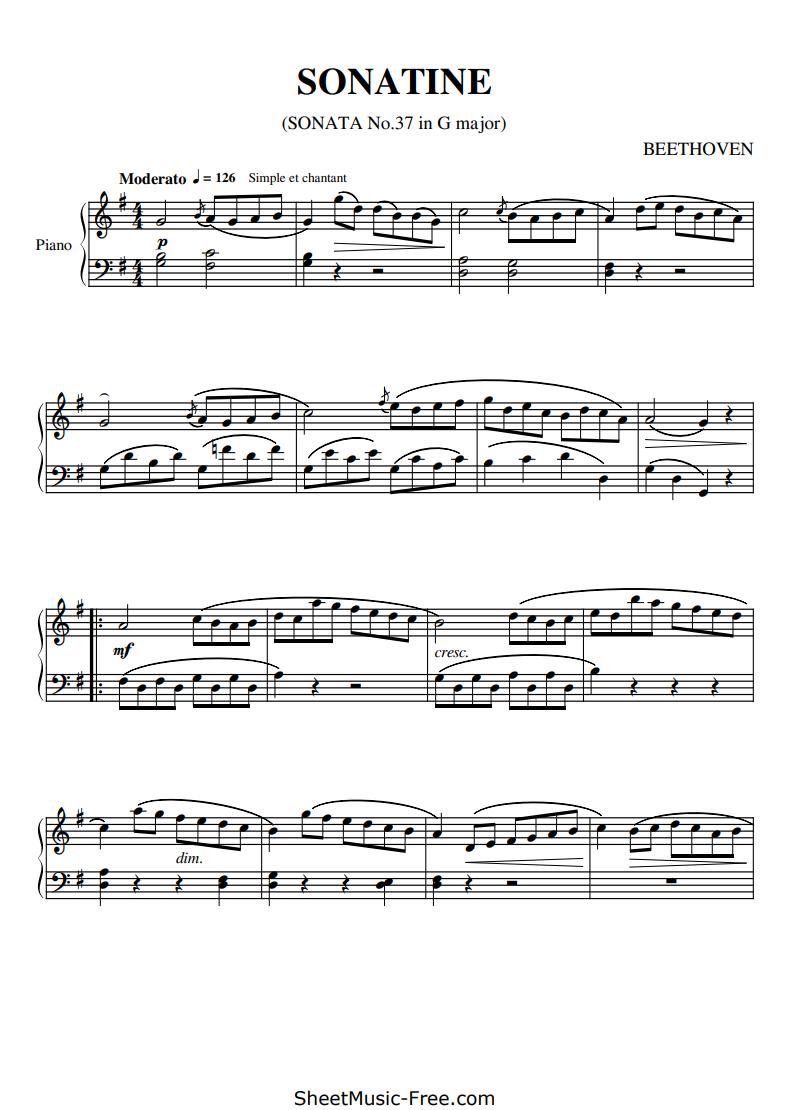 SONATINE
(SONATA No.37 in G major)
BEETHOVEN
Moderato ♩ = 126 Simple et chantant
Piano
p
mf
cresc.
dim.
SheetMusic-Free.com